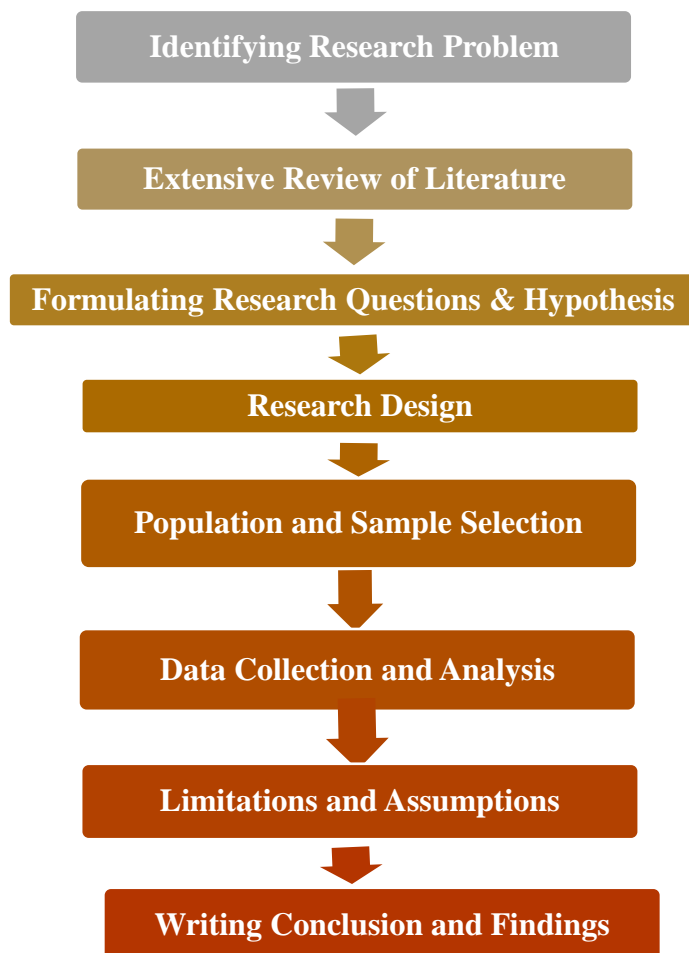 Identifying Research Problem
Extensive Review of Literature
Formulating Research Questions & Hypothesis
Research Design
Population and Sample Selection
Data Collection and Analysis
Limitations and Assumptions
Writing Conclusion and Findings